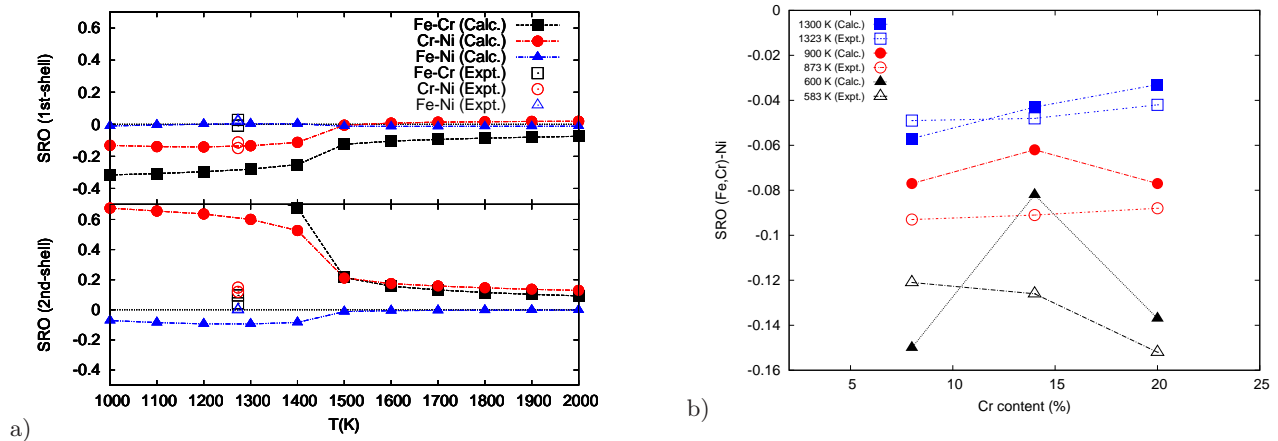 Fe-Cr (Calc.)
Cr-Ni (Calc.)
Fe-Ni (Calc.)
Fe-Cr (Expt.)
Cr-Ni (Expt.)
Fe-Ni (Expt.)
0.6
0.4
0.2
0
-0.2
-0.4
SRO (1st-shell)
0.6
0.4
0.2
0
-0.2
-0.4
SRO (2nd-shell)
1000 1100 1200 1300 1400 1500 1600 1700 1800 1900 2000
T(K)
a)
1300 K (Calc.)
1323 K (Expt.)
900 K (Calc.)
873 K (Expt.)
600 K (Calc.)
583 K (Expt.)
0
-0.02
-0.04
-0.06
-0.08
-0.1
-0.12
-0.14
-0.16
SRO (Fe,Cr)-Ni
5 10 15 20 25
Cr content (%)
b)